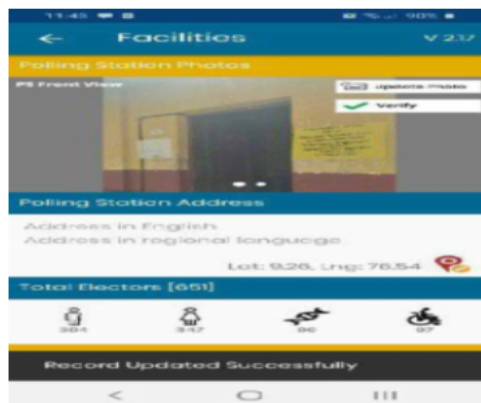 11:45
90%
Facilities
V 2.17
Polling Station Photos
PS Front View
Update Photo
Verify
Polling Station Address
Address in English
Address in regional language
Lat: 9.26, Lng: 76.54
Total Electors [651]
304
347
Record Updated Successfully